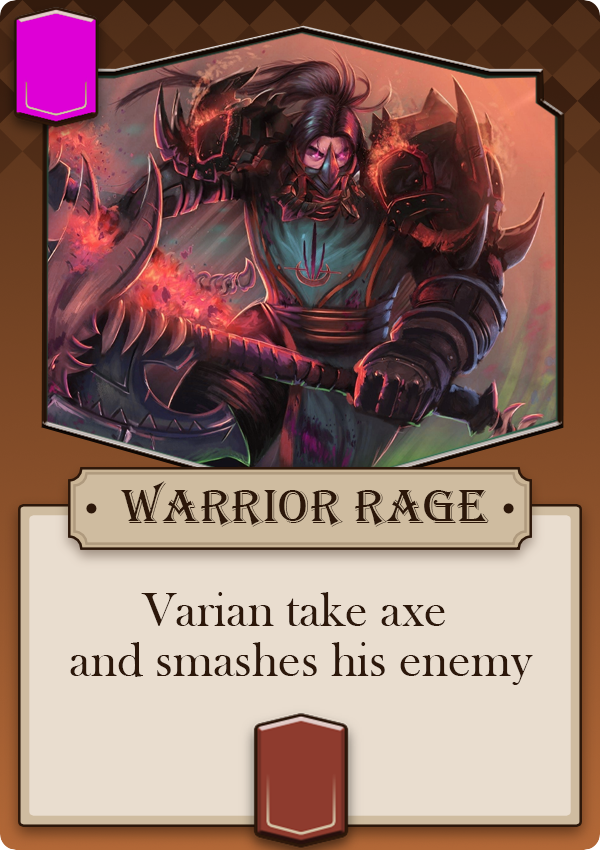 • WARRIOR RAGE •
Varian take axe
and smashes his enemy